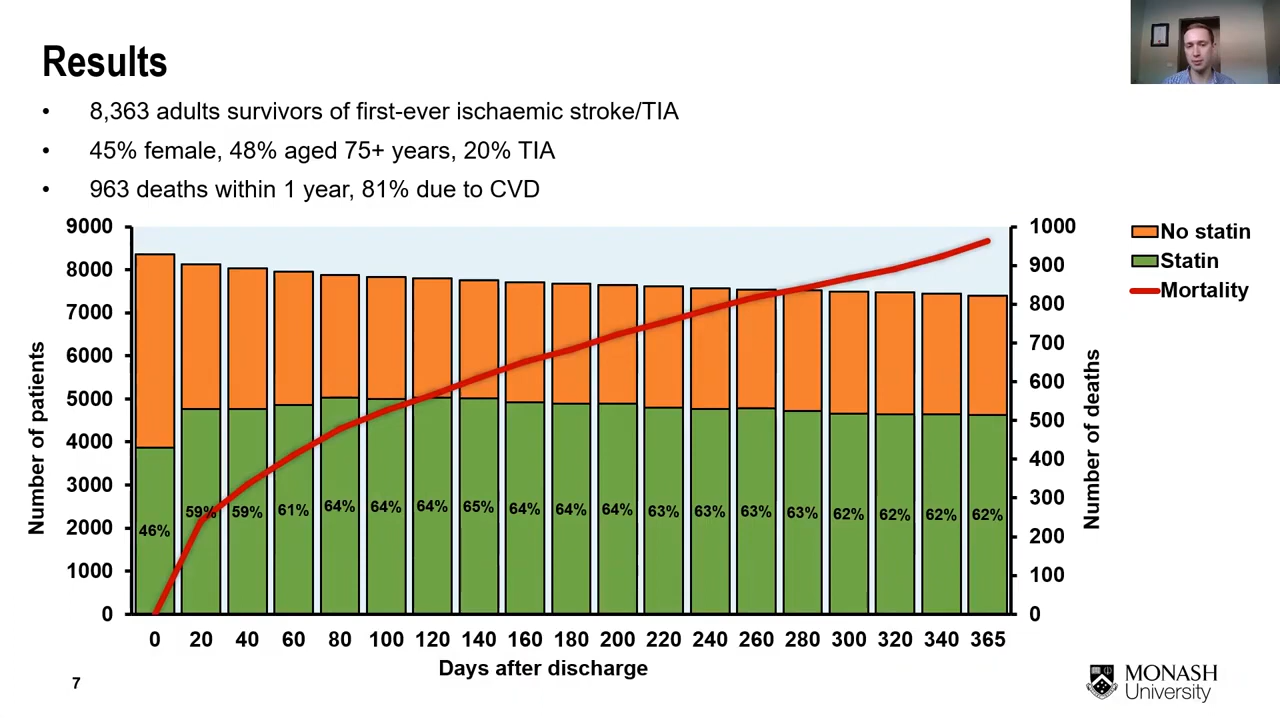 Results
• 8,363 adults survivors of first-ever ischaemic stroke/TIA
• 45% female, 48% aged 75+ years, 20% TIA
• 963 deaths within 1 year, 81% due to CVD
9000
8000
7000
6000
5000
4000
3000
2000
1000
0
Number of patients
46% 59% 59% 61% 64% 64% 64% 65% 64% 64% 64% 63% 63% 63% 63% 62% 62% 62% 62%
1000
900
800
700
600
500
400
300
200
100
0
Number of deaths
No statin
Statin
Mortality
0 20 40 60 80 100 120 140 160 180 200 220 240 260 280 300 320 340 365
Days after discharge
7
MONASH
University